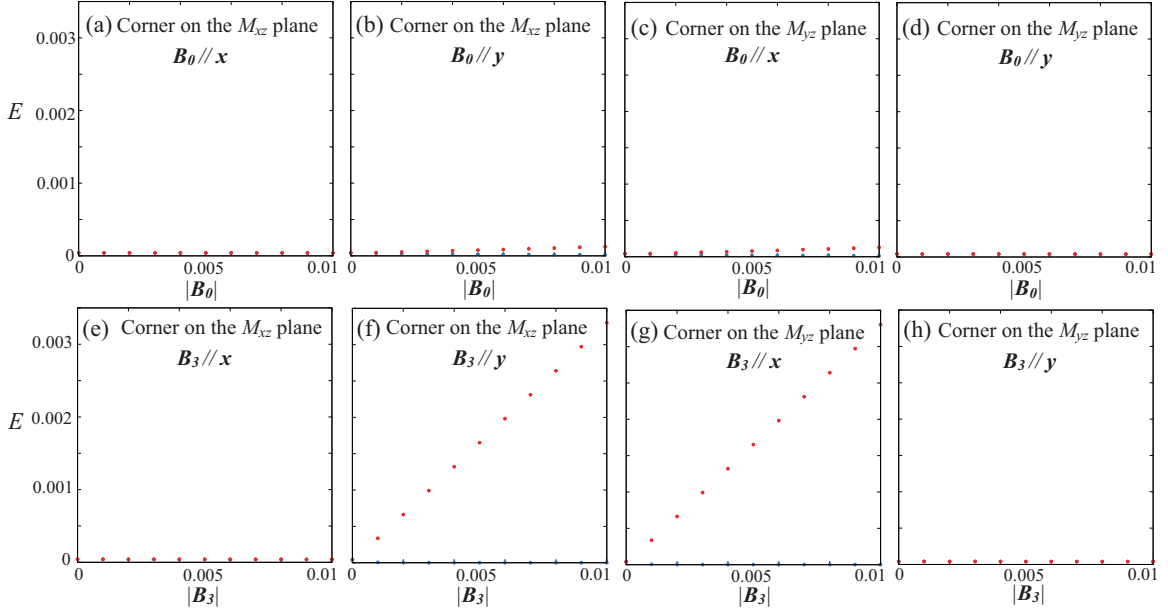 (a) Corner on the Mxz plane
B0 // x
(b) Corner on the Mxz plane
B0 // y
(c) Corner on the Myz plane
B0 // x
(d) Corner on the Myz plane
B0 // y
E
0.003
0.002
0.001
0
0 0.005 0.01
|B0|
0 0.005 0.01
|B0|
0 0.005 0.01
|B0|
0 0.005 0.01
|B0|
(e) Corner on the Mxz plane
B3 // x
(f) Corner on the Mxz plane
B3 // y
(g) Corner on the Myz plane
B3 // x
(h) Corner on the Myz plane
B3 // y
E
0.003
0.002
0.001
0
0 0.005 0.01
|B3|
0 0.005 0.01
|B3|
0 0.005 0.01
|B3|
0 0.005 0.01
|B3|